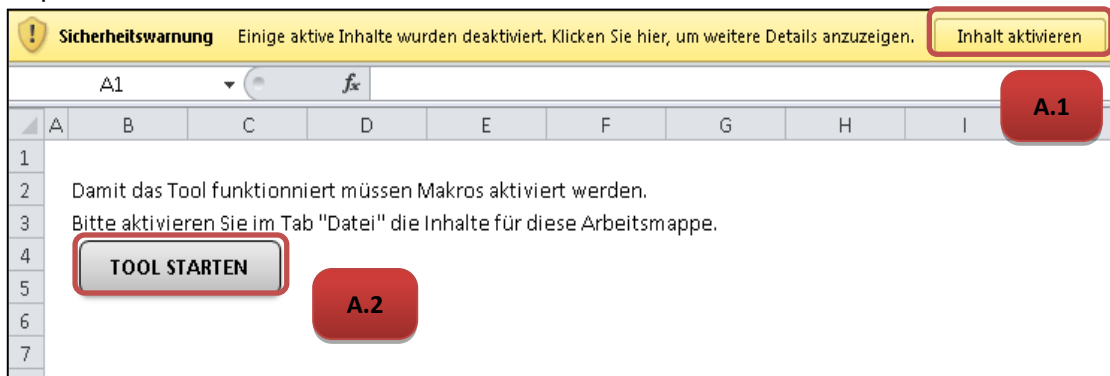 Sicherheitswarnung Einige aktive Inhalte wurden deaktiviert. Klicken Sie hier, um weitere Details anzuzeigen. Inhalt aktivieren
A1 fx
A.1
A B C D E F G H I
1
2 Damit das Tool funktionniert müssen Makros aktiviert werden.
3 Bitte aktivieren Sie im Tab "Datei" die Inhalte für diese Arbeitsmappe.
4 TOOL STARTEN
5 A.2
6
7